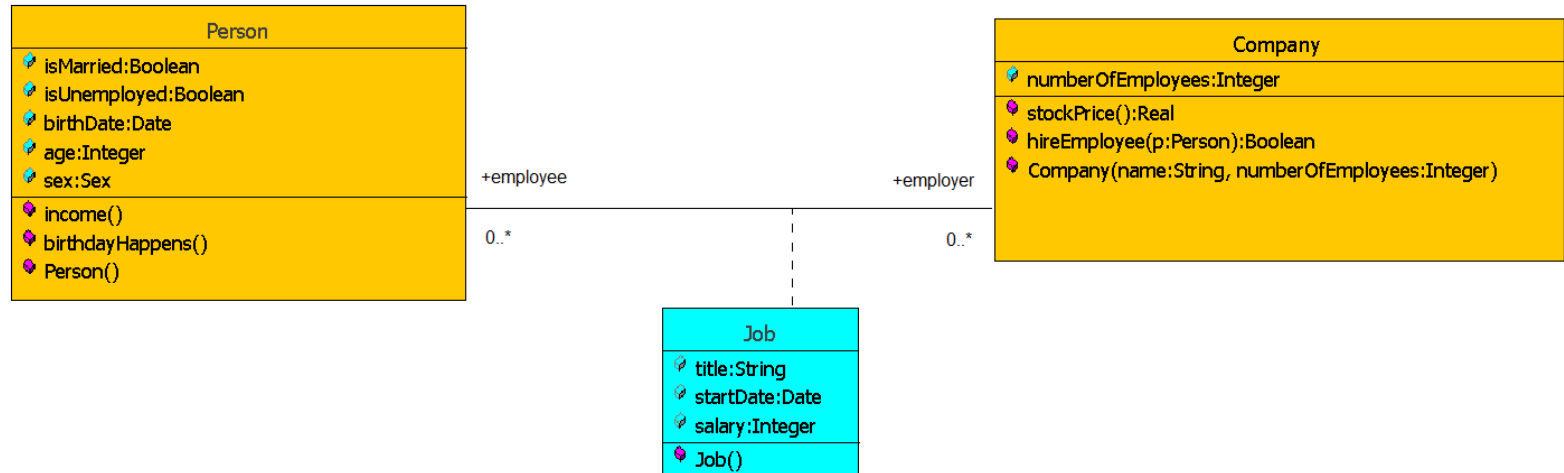 Person
isMarried:Boolean
isUnemployed:Boolean
birthDate:Date
age:Integer
sex:Sex
income()
birthdayHappens()
Person()
+employee
0..*
+employer
0..*
Company
numberOfEmployees:Integer
stockPrice():Real
hireEmployee(p:Person):Boolean
Company(name:String, numberOfEmployees:Integer)
Job
title:String
startDate:Date
salary:Integer
Job()